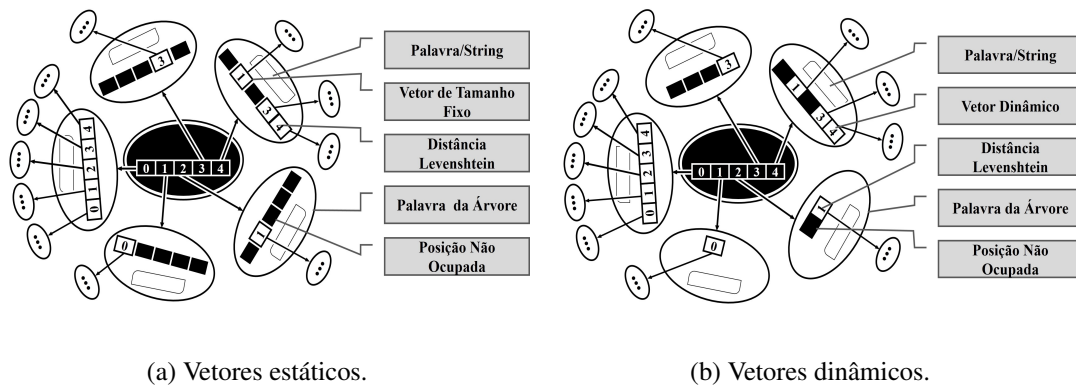 Palavra/String
Vetor de Tamanho
Fixo
Distância
Levenshtein
Palavra da Árvore
Posição Não
Ocupada
3
1
3
4
0
1
2
3
4
0 1 2 3 4
1
0
(a) Vetores estáticos.
Palavra/String
Vetor Dinâmico
Distância
Levenshtein
Palavra da Árvore
Posição Não
Ocupada
3
1
3
4
0
1
2
3
4
0 1 2 3 4
1
0
(b) Vetores dinâmicos.